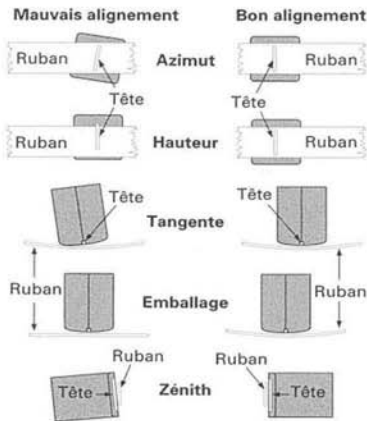 Mauvais alignement Bon alignement
Ruban Azimut Ruban
Tête Tête
Ruban Hauteur Ruban
Tête Tête
Tangente
Ruban Ruban
Emballage
Ruban Ruban
Tête Zénith Tête